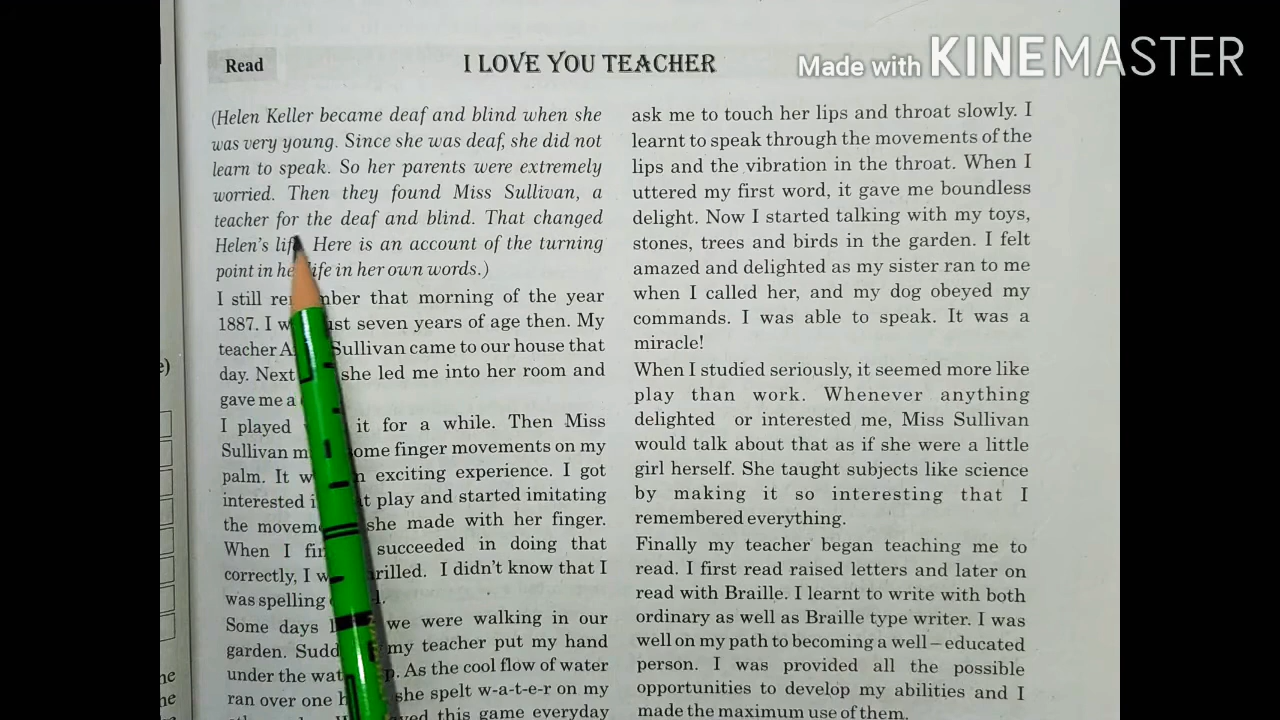 Read
I LOVE YOU TEACHER
Made with KINEMASTER
(Helen Keller became deaf and blind when she
was very young. Since she was deaf, she did not
learn to speak. So her parents were extremely
worried. Then they found Miss Sullivan, a
teacher for the deaf and blind. That changed
Helen's life. Here is an account of the turning
point in her life in her own words.)
I still remember that morning of the year
1887. I just seven years of age then. My
teacher Sullivan came to our house that
day. Next she led me into her room and
gave me a
I played it for a while. Then Miss
Sullivan some finger movements on my
palm. It exciting experience. I got
interested play and started imitating
the movem she made with her finger.
When I succeeded in doing that
correctly, I thrilled. I didn't know that I
was spelling
Some days we were walking in our
garden. my teacher put my hand
under the As the cool flow of water
ran over one she spelt w-a-t-e-r on my
this game everyday
ask me to touch her lips and throat slowly. I
learnt to speak through the movements of the
lips and the vibration in the throat. When I
uttered my first word, it gave me boundless
delight. Now I started talking with my toys,
stones, trees and birds in the garden. I felt
amazed and delighted as my sister ran to me
when I called her, and my dog obeyed my
commands. I was able to speak. It was a
miracle!
When I studied seriously, it seemed more like
play than work. Whenever anything
delighted or interested me, Miss Sullivan
would talk about that as if she were a little
girl herself. She taught subjects like science
by making it so interesting that I
remembered everything.
Finally my teacher began teaching me to
read. I first read raised letters and later on
read with Braille. I learnt to write with both
ordinary as well as Braille type writer. I was
well on my path to becoming a well – educated
person. I was provided all the possible
opportunities to develop my abilities and I
made the maximum use of them.